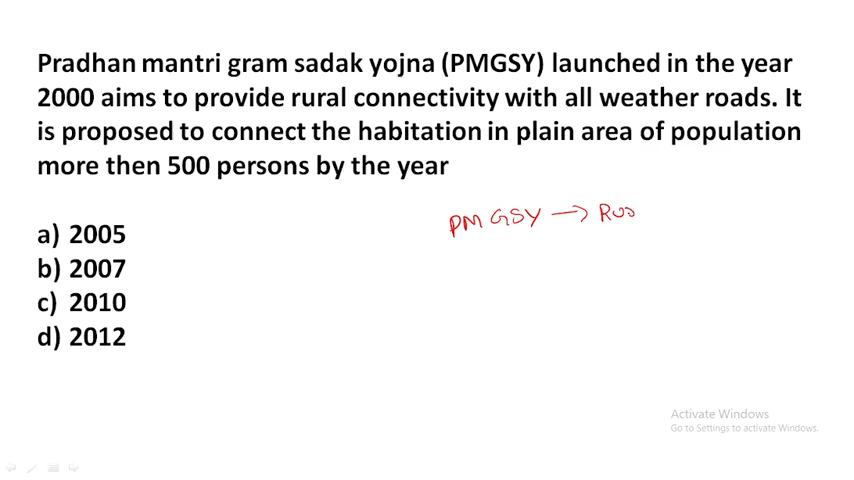 Pradhan mantri gram sadak yojna (PMGSY) launched in the year
2000 aims to provide rural connectivity with all weather roads. It
is proposed to connect the habitation in plain area of population
more then 500 persons by the year
PMGSY → Roo
a) 2005
b) 2007
c) 2010
d) 2012
Activate Windows
Go to Settings to activate Windows.